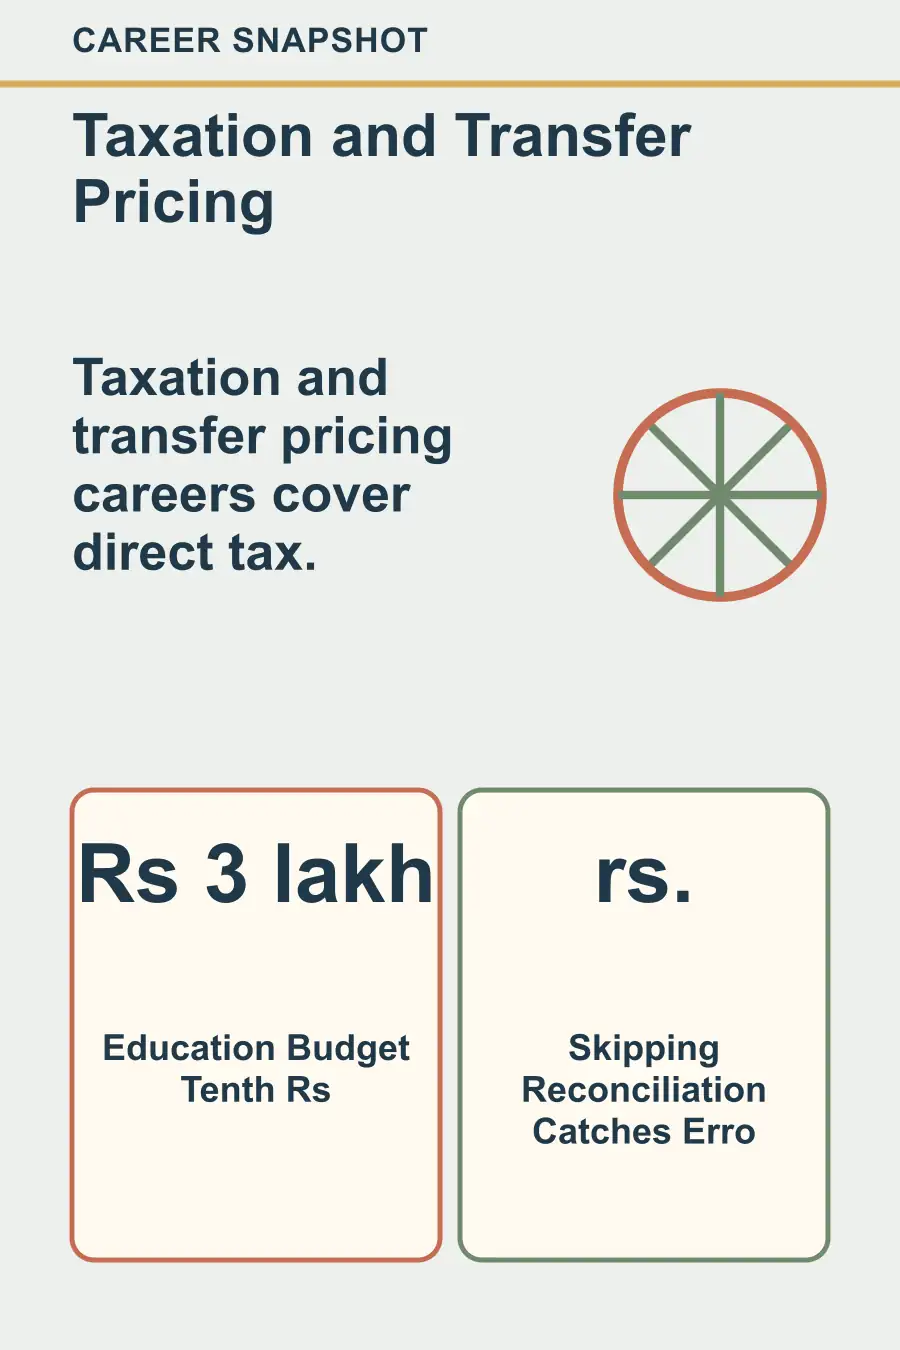 CAREER SNAPSHOT
Taxation and Transfer
Pricing
Taxation and
transfer pricing
careers cover
direct tax.
Rs 3 lakh
Education Budget
Tenth Rs
rs.
Skipping
Reconciliation
Catches Erro